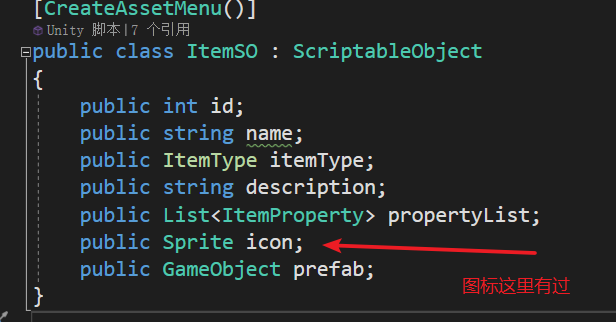 [CreateAssetMenu()]
Unity 脚本|7 个引用
public class ItemSO : ScriptableObject
{
public int id;
public string name;
public ItemType itemType;
public string description;
public List<ItemProperty> propertyList;
public Sprite icon;
public GameObject prefab;
图标这里有过
}